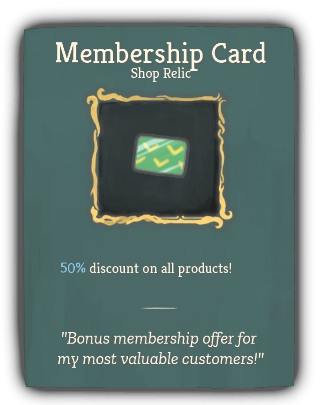 Membership Card
Shop Relic
50% discount on all products!
"Bonus membership offer for
my most valuable customers!"